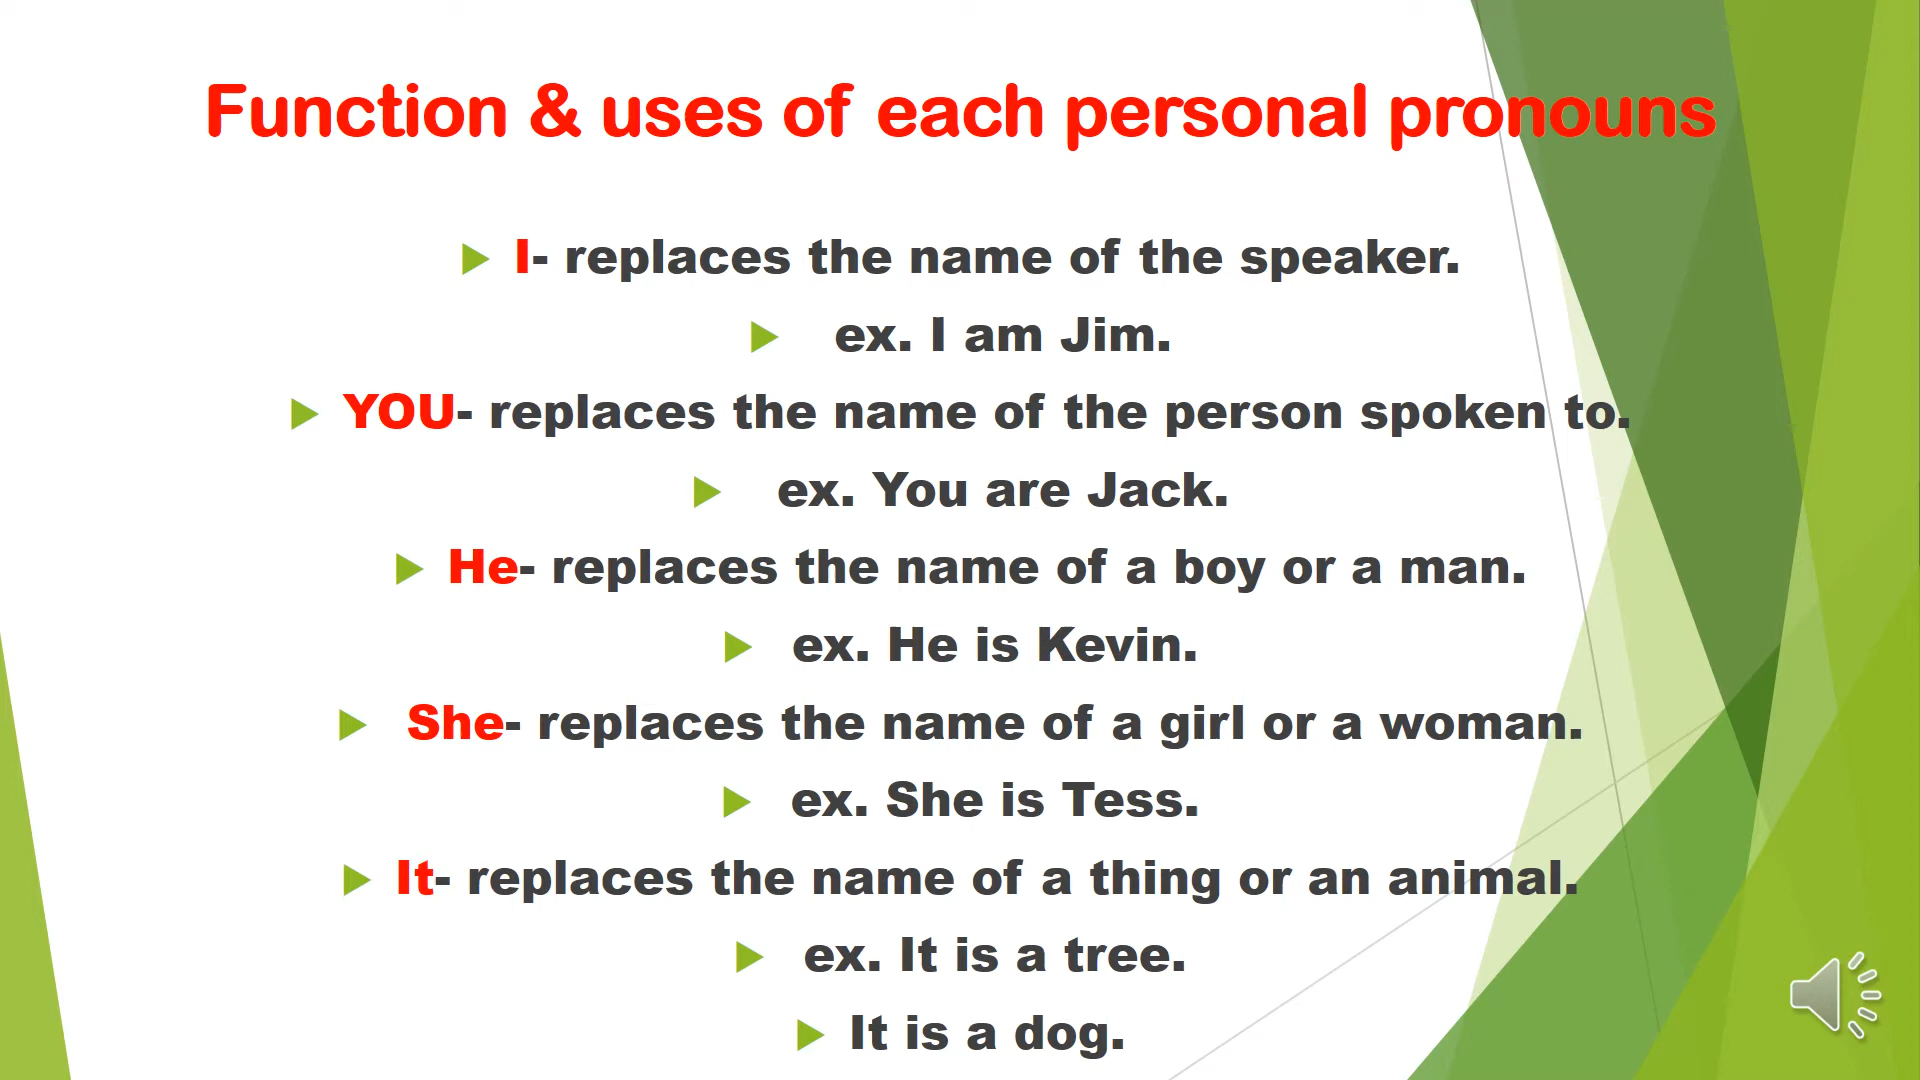 Function & uses of each personal pronouns
I- replaces the name of the speaker.
ex. I am Jim.
YOU- replaces the name of the person spoken to.
ex. You are Jack.
He- replaces the name of a boy or a man.
ex. He is Kevin.
She- replaces the name of a girl or a woman.
ex. She is Tess.
It- replaces the name of a thing or an animal.
ex. It is a tree.
It is a dog.